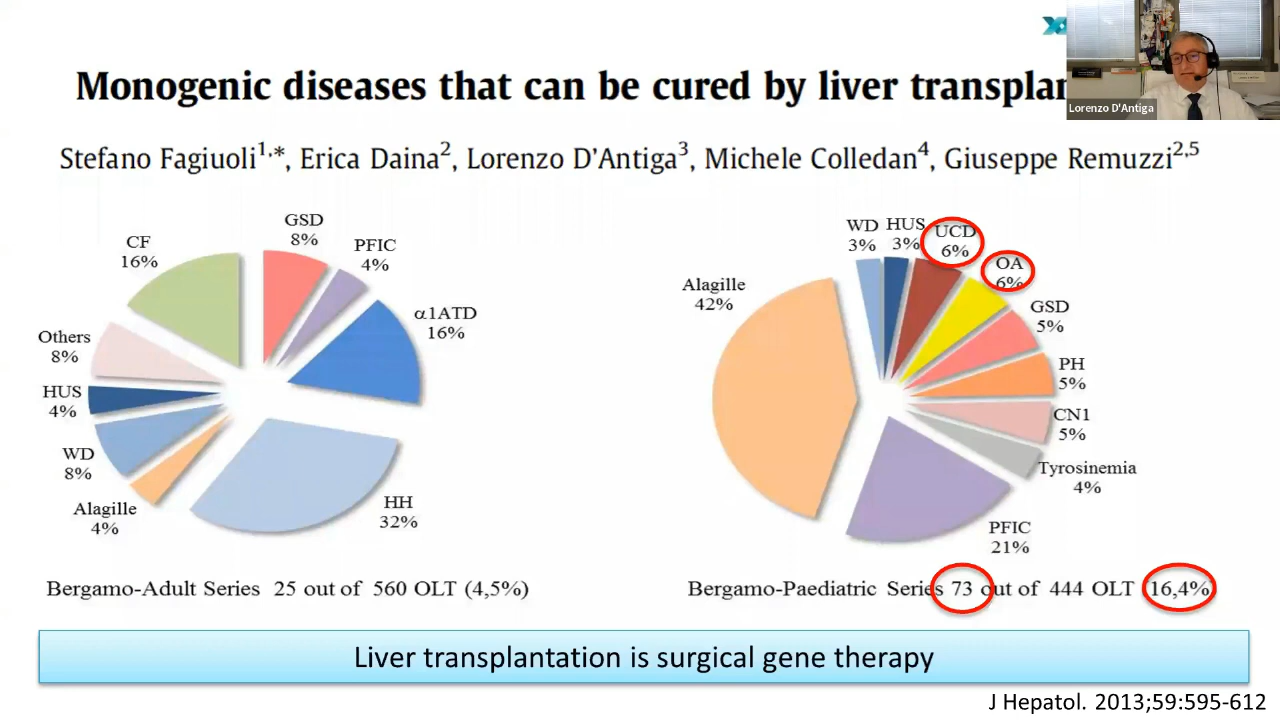 Monogenic diseases that can be cured by liver
Lorenzo D'Antiga
Stefano Fagiuoli1,*, Erica Daina2, Lorenzo D'Antiga3, Michele Colledan4, Giuseppe Remuzzi2,5
GSD
8%
PFIC
4%
CF
16%
α1ATD
16%
Others
8%
HUS
4%
WD
8%
Alagille
4%
HH
32%
WD
3%
HUS
3%
UCD
6%
OA
6%
Alagille
42%
GSD
5%
PH
5%
CN1
5%
Tyrosinemia
4%
PFIC
21%
Bergamo-Adult Series 25 out of 560 OLT (4,5%)
Bergamo-Paediatric Series 73 out of 444 OLT (16,4%)
Liver transplantation is surgical gene therapy
J Hepatol. 2013;59:595-612